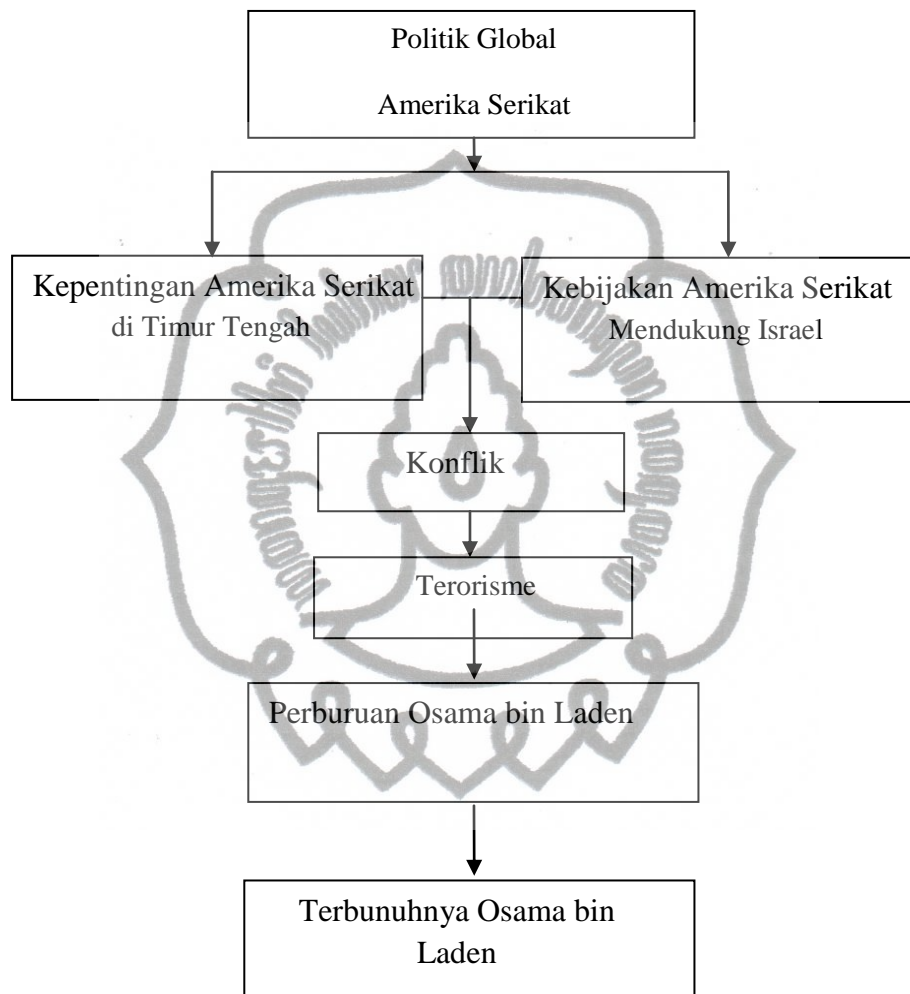 Politik Global
Amerika Serikat
Kepentingan Amerika Serikat
di Timur Tengah
Kebijakan Amerika Serikat
Mendukung Israel
Konflik
Terorisme
Perburuan Osama bin Laden
Terbunuhnya Osama bin
Laden